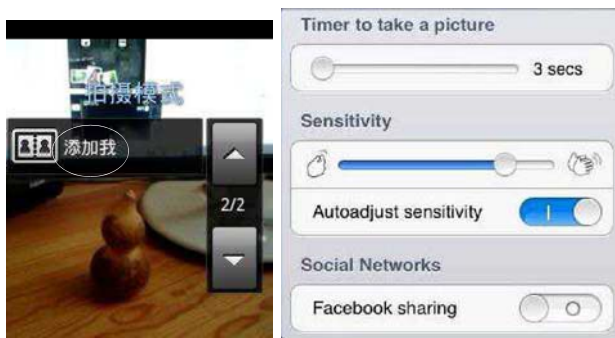 拍摄模式
添加我
2/2
Timer to take a picture
3 secs
Sensitivity
Autoadjust sensitivity
Social Networks
Facebook sharing